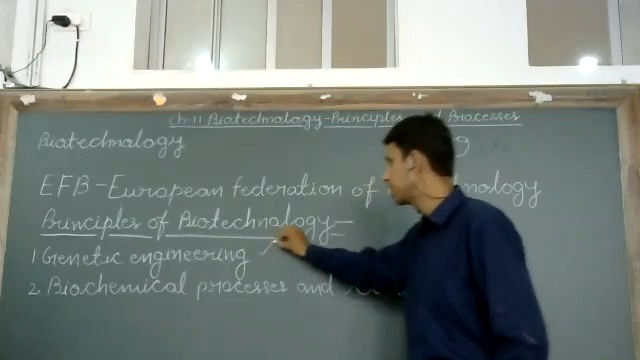 Ch-11 Biotechnology-Principles and Processes
Biotechnology
EFB-European federation of
Principles of Biotechnology-
1 Genetic engineering
2. Biochemical processes and